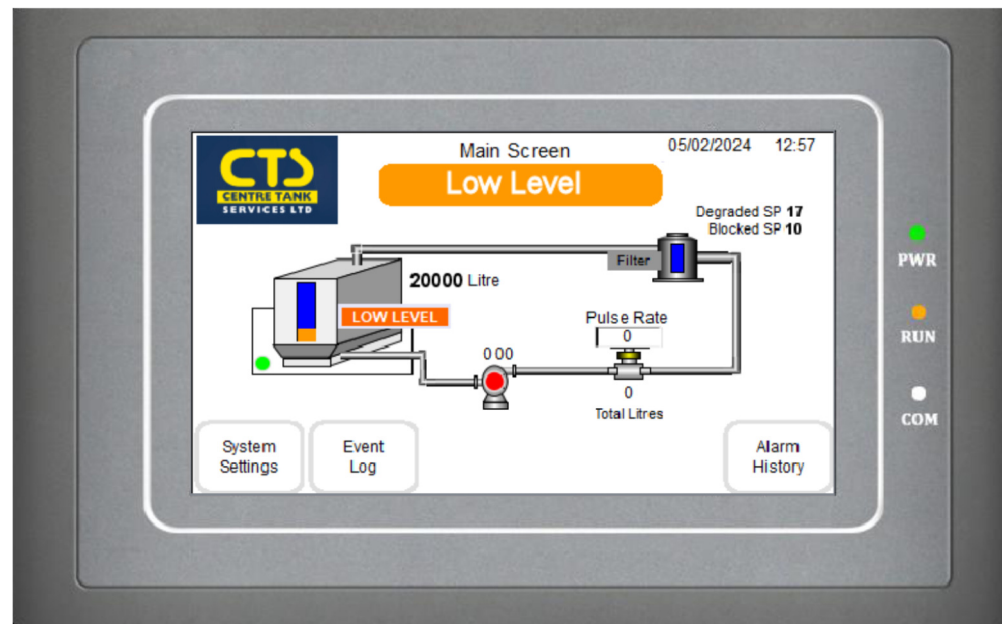 CTS
CENTRE TANK
SERVICES LTD
Main Screen
05/02/2024 12:57
Low Level
Degraded SP 17
Blocked SP 10
Filter
20000 Litre
LOW LEVEL
Pulse Rate
0
0 00
0
Total Litres
System
Settings
Event
Log
Alarm
History
PWR
RUN
COM